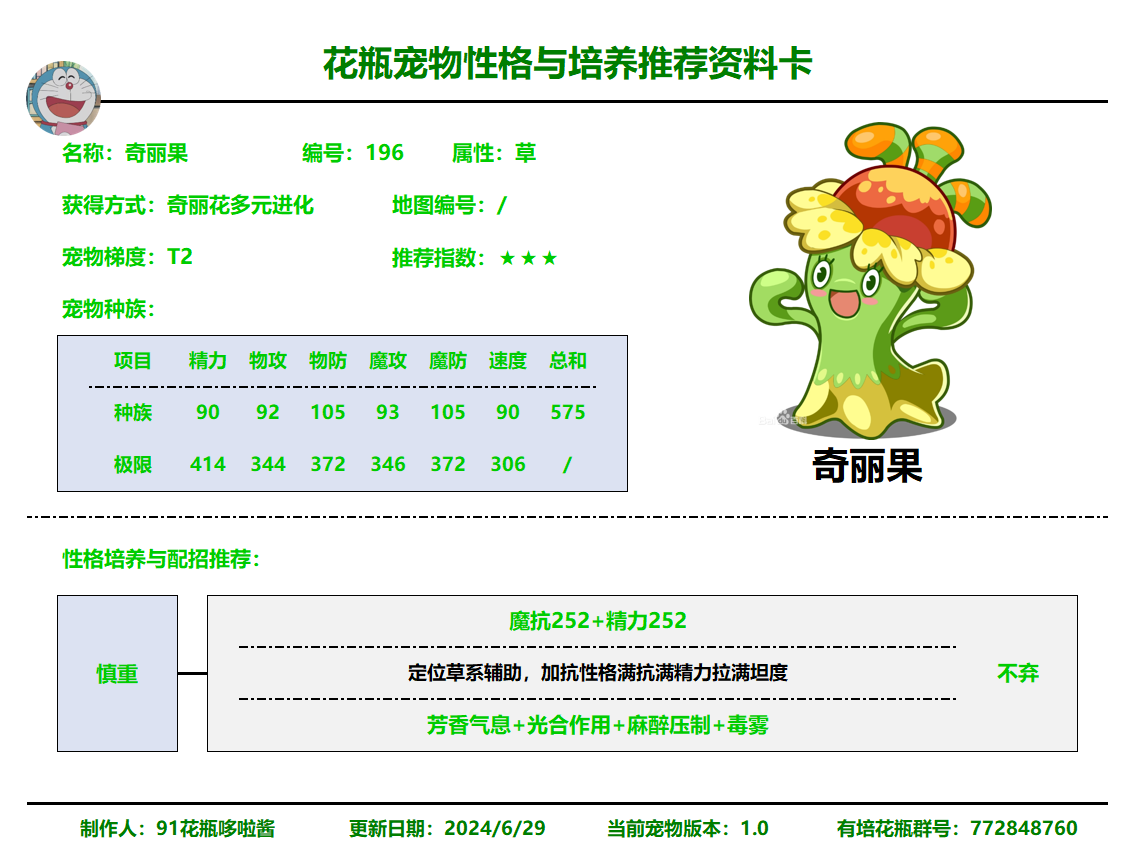 花瓶宠物性格与培养推荐资料卡
名称：奇丽果 编号：196 属性：草
获得方式：奇丽花多元进化 地图编号：/
宠物梯度：T2 推荐指数：★★★
宠物种族：
项目 精力 物攻 物防 魔攻 魔防 速度 总和
种族 90 92 105 93 105 90 575
极限 414 344 372 346 372 306 /
奇丽果
性格培养与配招推荐：
慎重
魔抗252+精力252
定位草系辅助，加抗性格满抗满精力拉满坦度
不弃
芳香气息+光合作用+麻醉压制+毒雾
制作人：91花瓶哆啦酱 更新日期：2024/6/29 当前宠物版本：1.0 有培花瓶群号：772848760